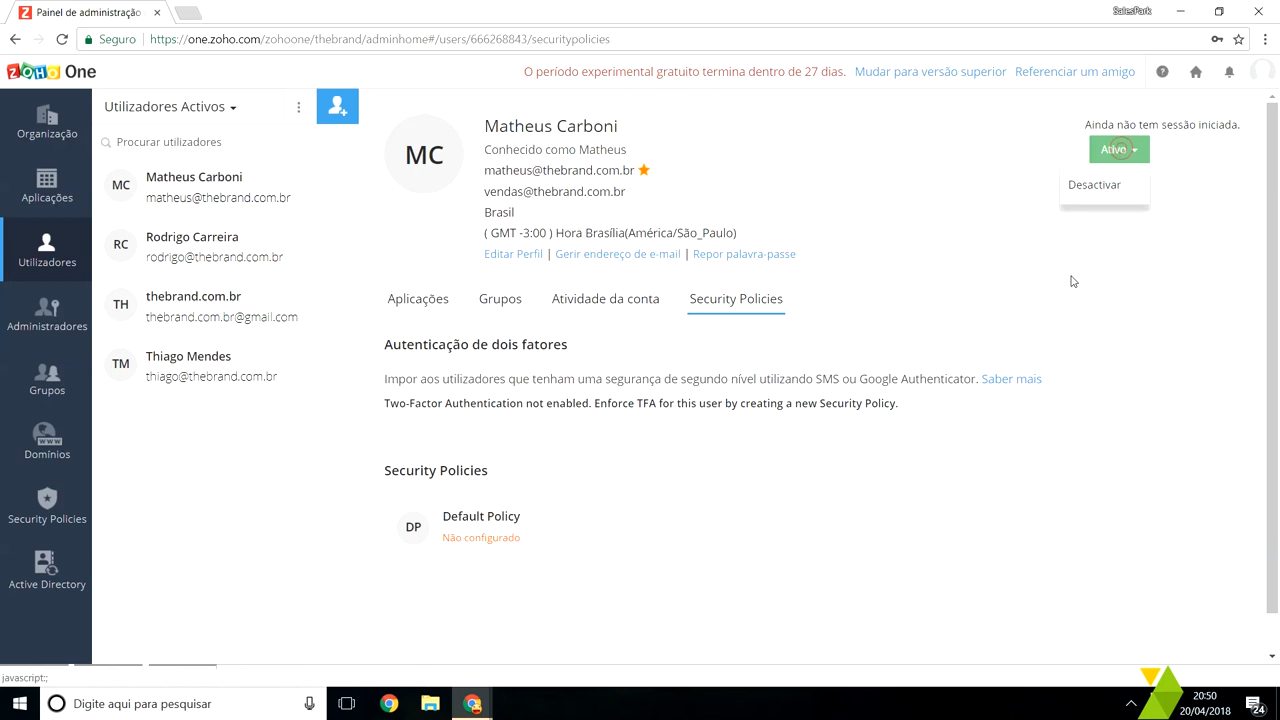 Painel de administração
SalesPark
Seguro
https://one.zoho.com/zohoone/thebrand/adminhome#/users/666268843/securitypolicies
ZOHO One
O período experimental gratuito termina dentro de 27 dias. Mudar para versão superior Referenciar um amigo
Organização
Aplicações
Utilizadores
Administradores
Grupos
Domínios
Security Policies
Active Directory
Utilizadores Activos
Procurar utilizadores
MC
Matheus Carboni
matheus@thebrand.com.br
RC
Rodrigo Carreira
rodrigo@thebrand.com.br
TH
thebrand.com.br
thebrand.com.br@gmail.com
TM
Thiago Mendes
thiago@thebrand.com.br
MC
Matheus Carboni
Conhecido como Matheus
matheus@thebrand.com.br
vendas@thebrand.com.br
Brasil
( GMT -3:00 ) Hora Brasília(América/São_Paulo)
Editar Perfil | Gerir endereço de e-mail | Repor palavra-passe
Ainda não tem sessão iniciada.
Ativo
Desactivar
Aplicações Grupos Atividade da conta Security Policies
Autenticação de dois fatores
Impor aos utilizadores que tenham uma segurança de segundo nível utilizando SMS ou Google Authenticator. Saber mais
Two-Factor Authentication not enabled. Enforce TFA for this user by creating a new Security Policy.
Security Policies
DP
Default Policy
Não configurado
javascript:;
Digite aqui para pesquisar
20:50
20/04/2018
24